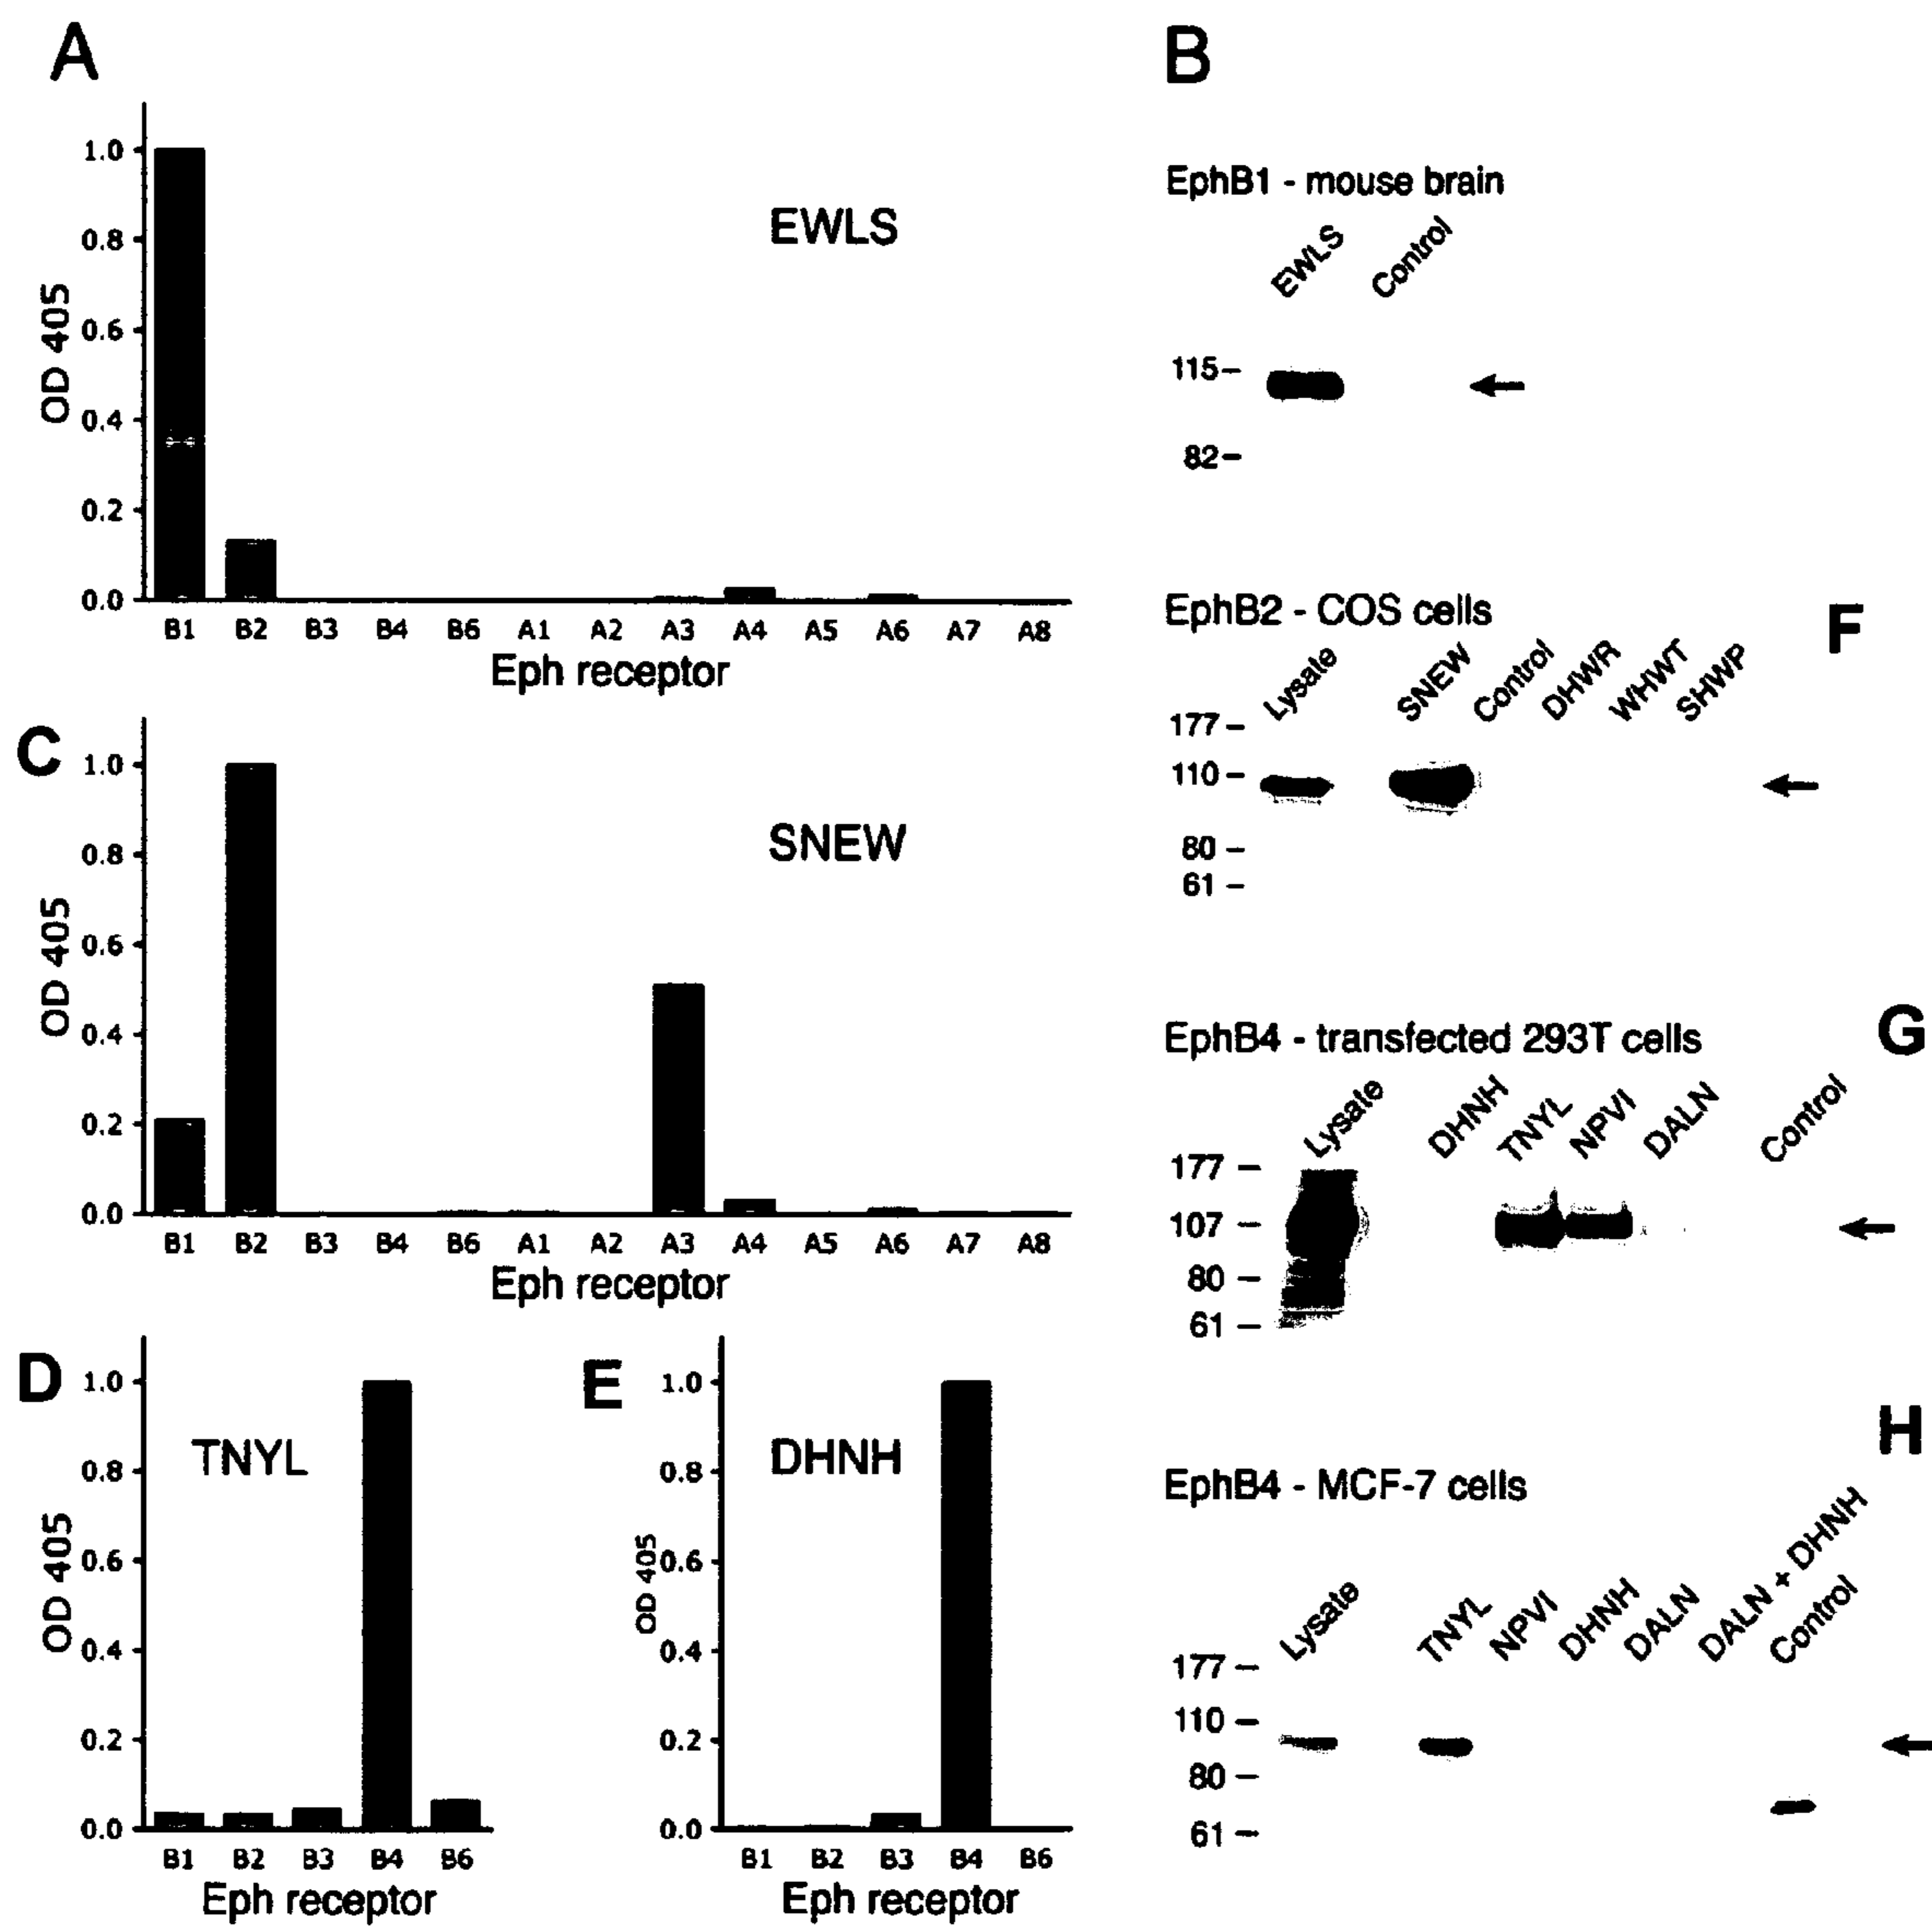 A
1.0
0.8
0.6
0.4
0.2
0.0
OD 405
EWLS
B1 B2 B3 B4 B6 A1 A2 A3 A4 A5 A6 A7 A8
Eph receptor
B
EphB1 - mouse brain
EWLS Control
115
82
C
1.0
0.8
0.6
0.4
0.2
0.0
OD 405
SNEW
B1 B2 B3 B4 B6 A1 A2 A3 A4 A5 A6 A7 A8
Eph receptor
F
EphB2 - COS cells
Lysate SNEW Control DHWR WHWT SHWP
177
110
80
61
D
1.0
0.8
0.6
0.4
0.2
0.0
OD 405
TNYL
B1 B2 B3 B4 B6
Eph receptor
E
1.0
0.8
0.6
0.4
0.2
0.0
OD 405
DHNH
B1 B2 B3 B4 B6
Eph receptor
G
EphB4 - transfected 293T cells
Lysate DHNH TNYL NPVI DALN Control
177
107
80
61
H
EphB4 - MCF-7 cells
Lysate TNYL NPVI DHNH DALN DALN + DHNH Control
177
110
80
61